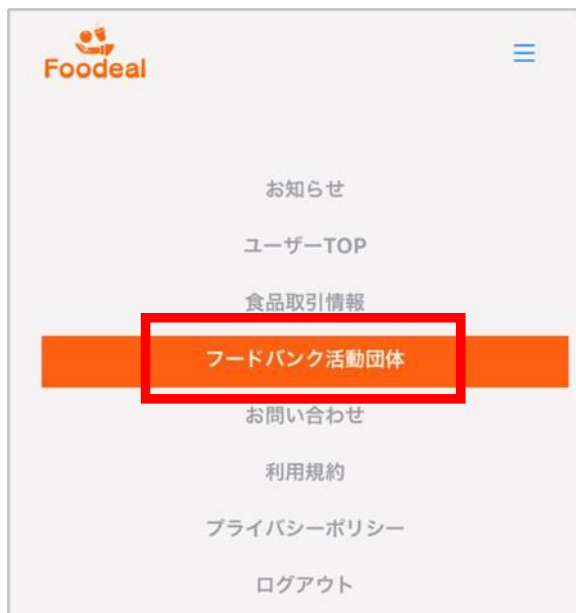 Foodeal
お知らせ
ユーザーTOP
食品取引情報
フードバンク活動団体
お問い合わせ
利用規約
プライバシーポリシー
ログアウト